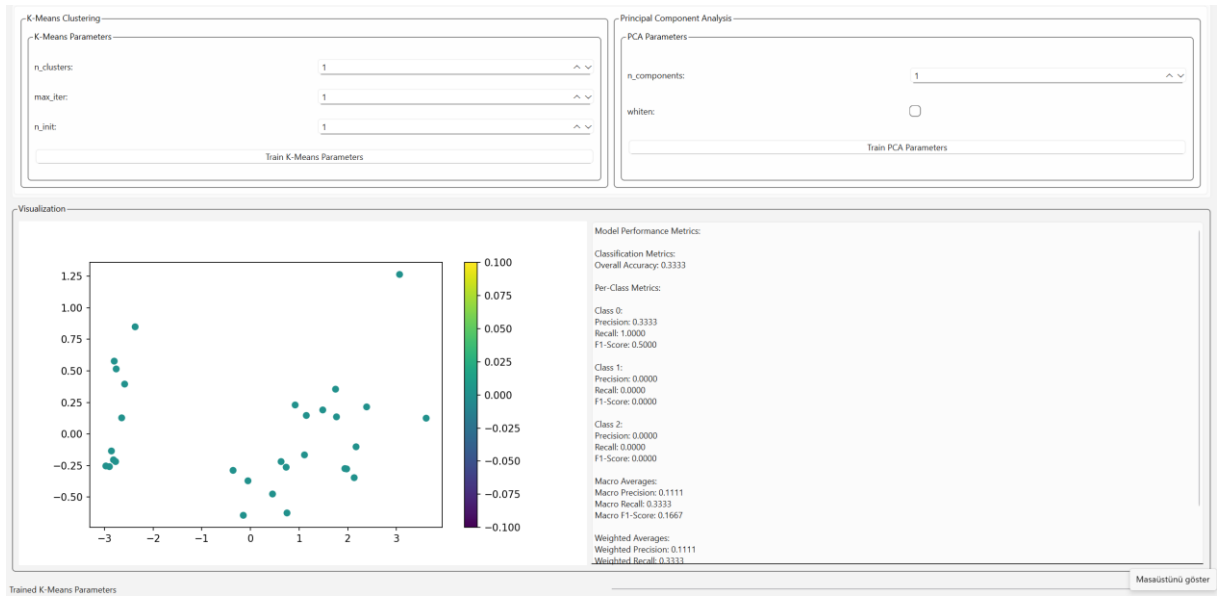 K-Means Clustering
K-Means Parameters
n_clusters:
1
max_iter:
1
n_init:
1
Train K-Means Parameters
Principal Component Analysis
PCA Parameters
n_components:
1
whiten:
Train PCA Parameters
Visualization
1.25
1.00
0.75
0.50
0.25
0.00
−0.25
−0.50
−3 −2 −1 0 1 2 3
0.100
0.075
0.050
0.025
0.000
−0.025
−0.050
−0.075
−0.100
Model Performance Metrics:
Classification Metrics:
Overall Accuracy: 0.3333
Per-Class Metrics:
Class 0:
Precision: 0.3333
Recall: 1.0000
F1-Score: 0.5000
Class 1:
Precision: 0.0000
Recall: 0.0000
F1-Score: 0.0000
Class 2:
Precision: 0.0000
Recall: 0.0000
F1-Score: 0.0000
Macro Averages:
Macro Precision: 0.1111
Macro Recall: 0.3333
Macro F1-Score: 0.1667
Weighted Averages:
Weighted Precision: 0.1111
Weighted Recall: 0.3333
Trained K-Means Parameters
Masaüstünü göster